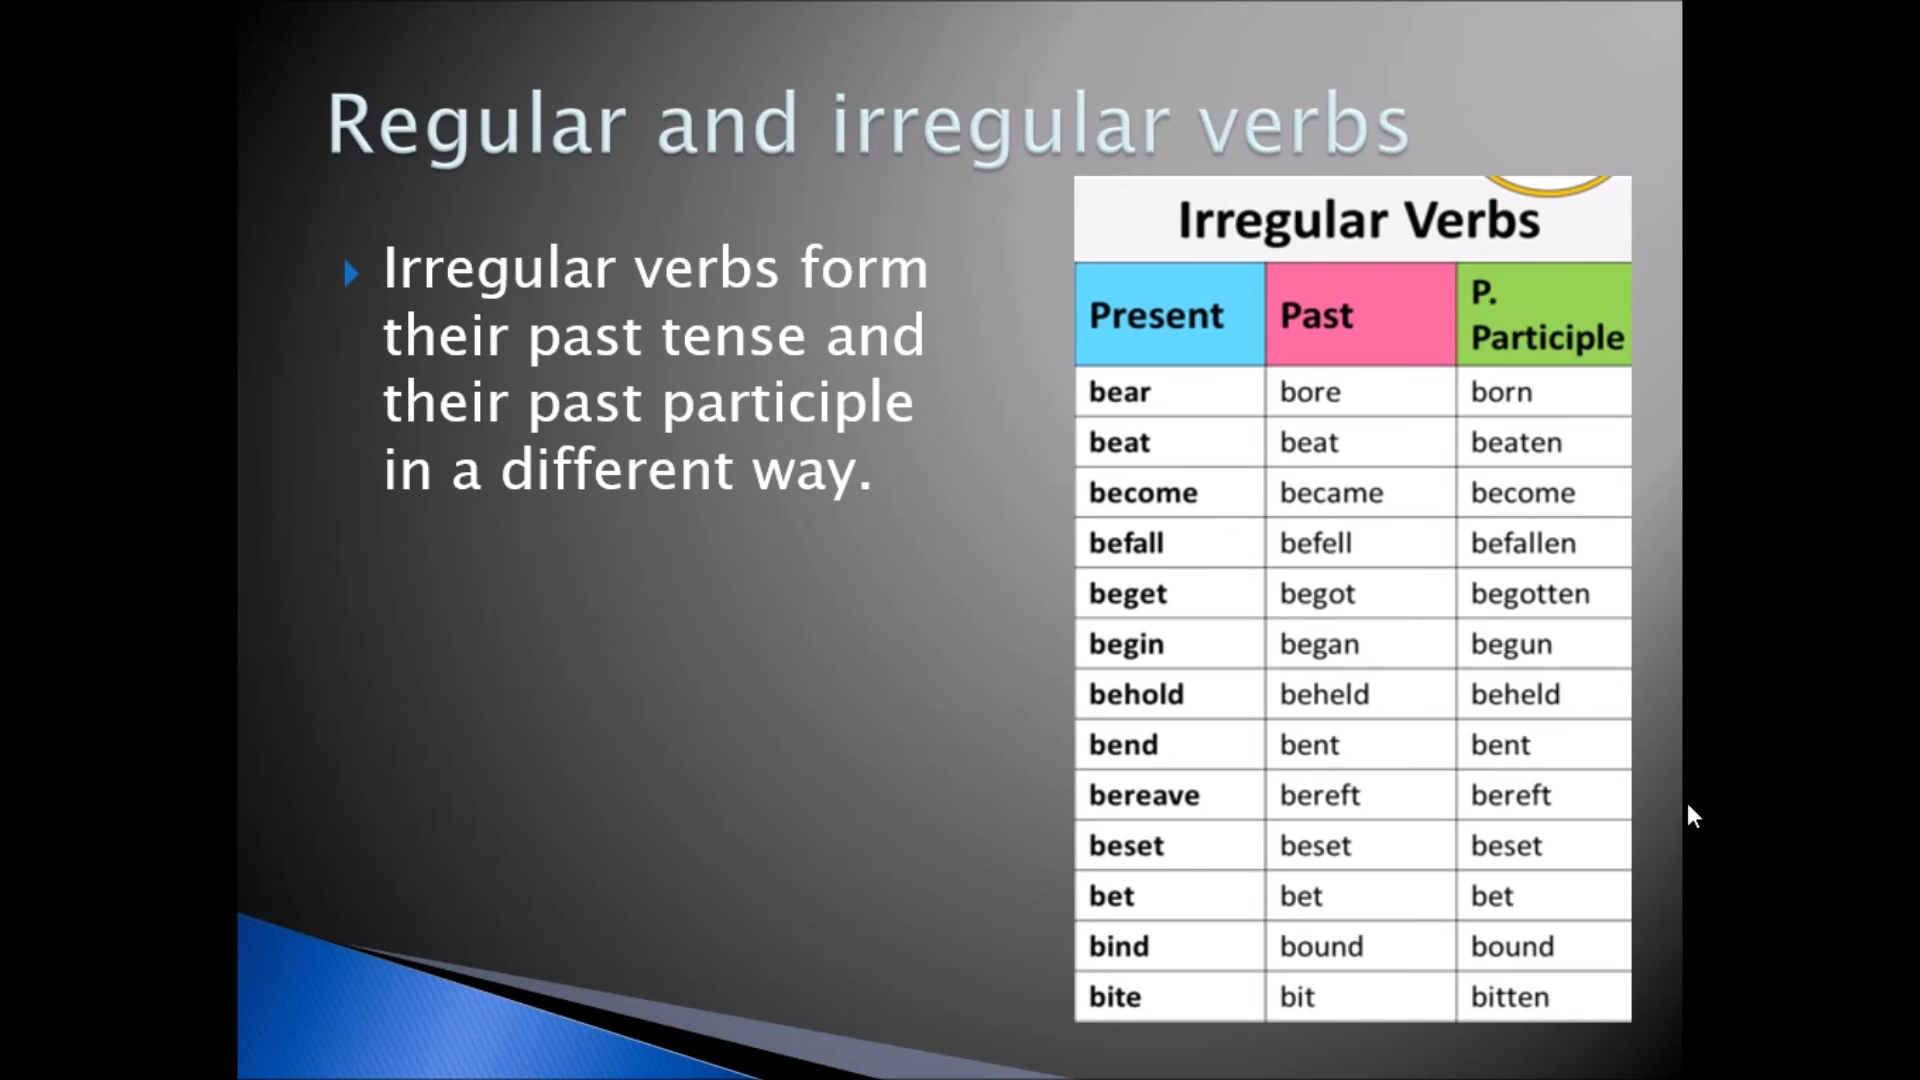 Regular and irregular verbs
Irregular verbs form
their past tense and
their past participle
in a different way.
Irregular Verbs
Present Past P. Participle
bear bore born
beat beat beaten
become became become
befall befell befallen
beget begot begotten
begin began begun
behold beheld beheld
bend bent bent
bereave bereft bereft
beset beset beset
bet bet bet
bind bound bound
bite bit bitten